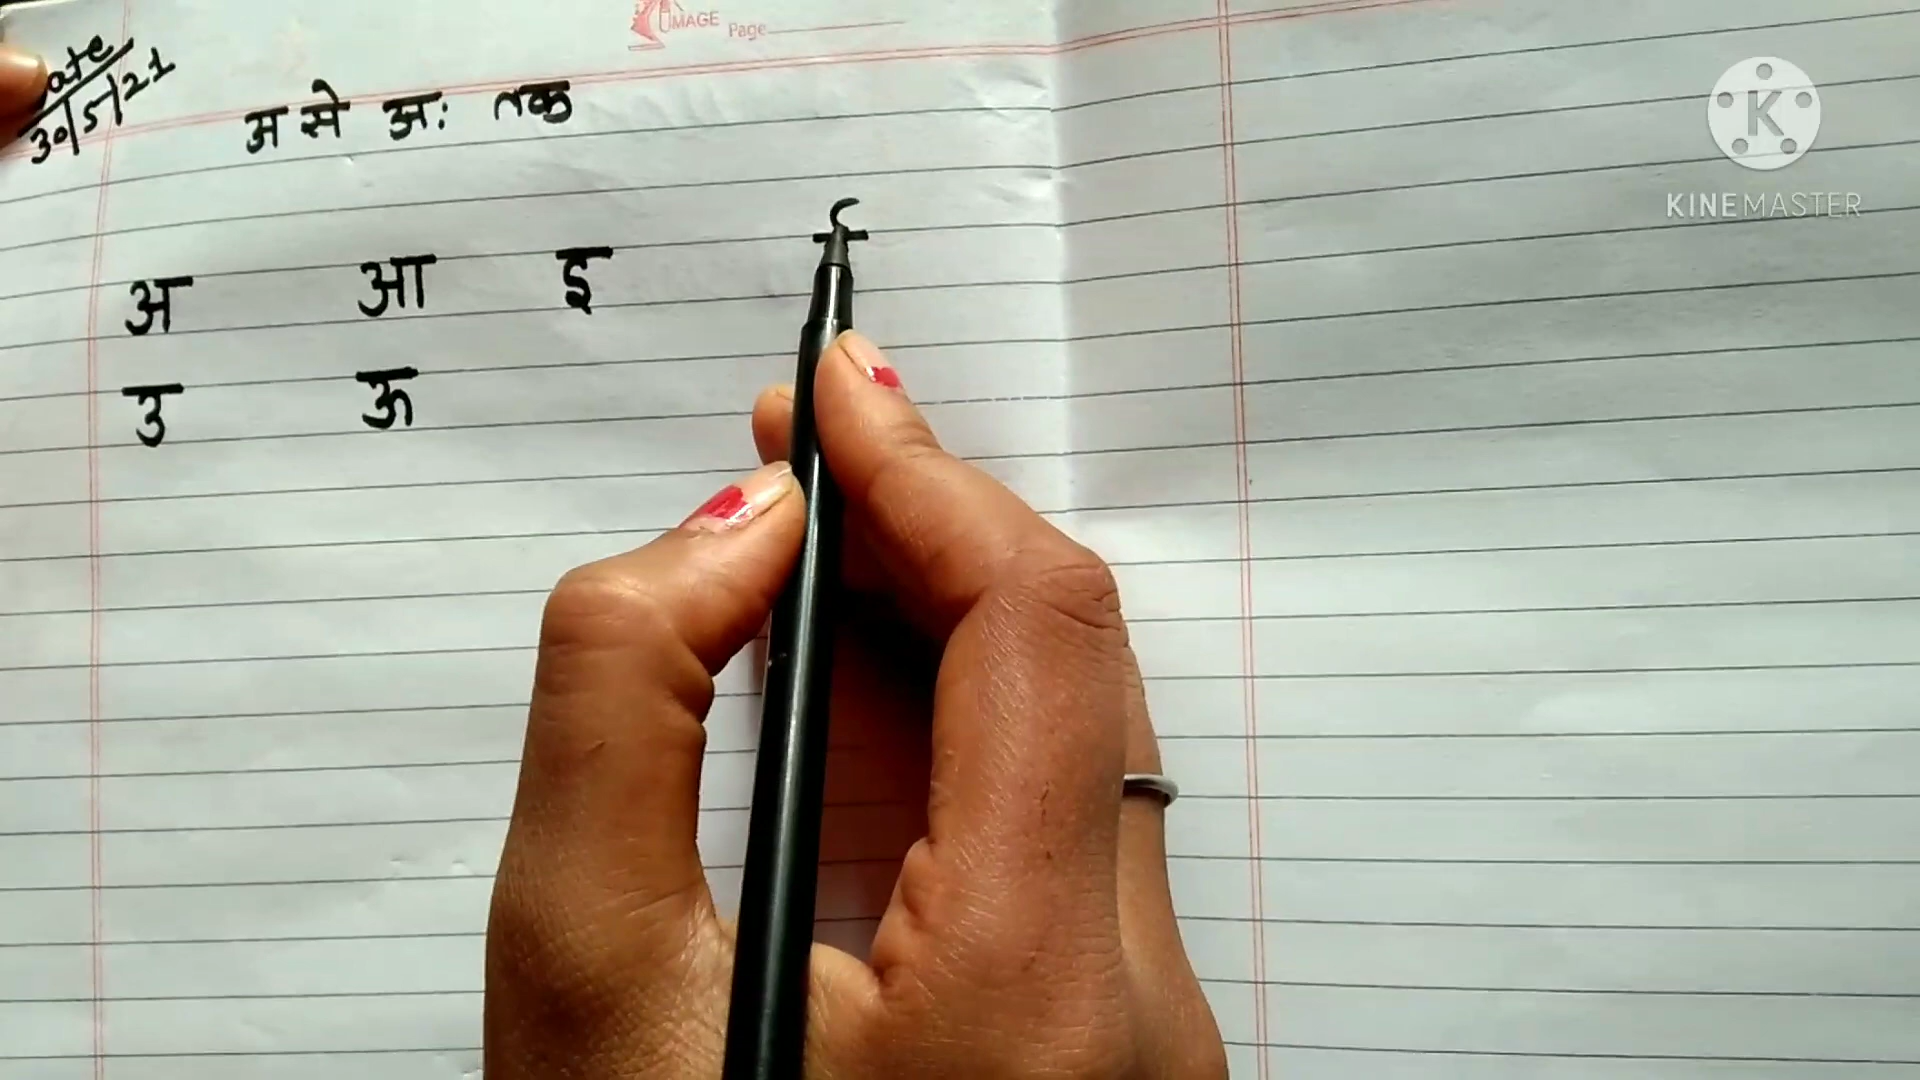 Date
30/5/21
IMAGE Page
अ से अः तक
अ आ इ
उ ऊ
K
KINEMASTER